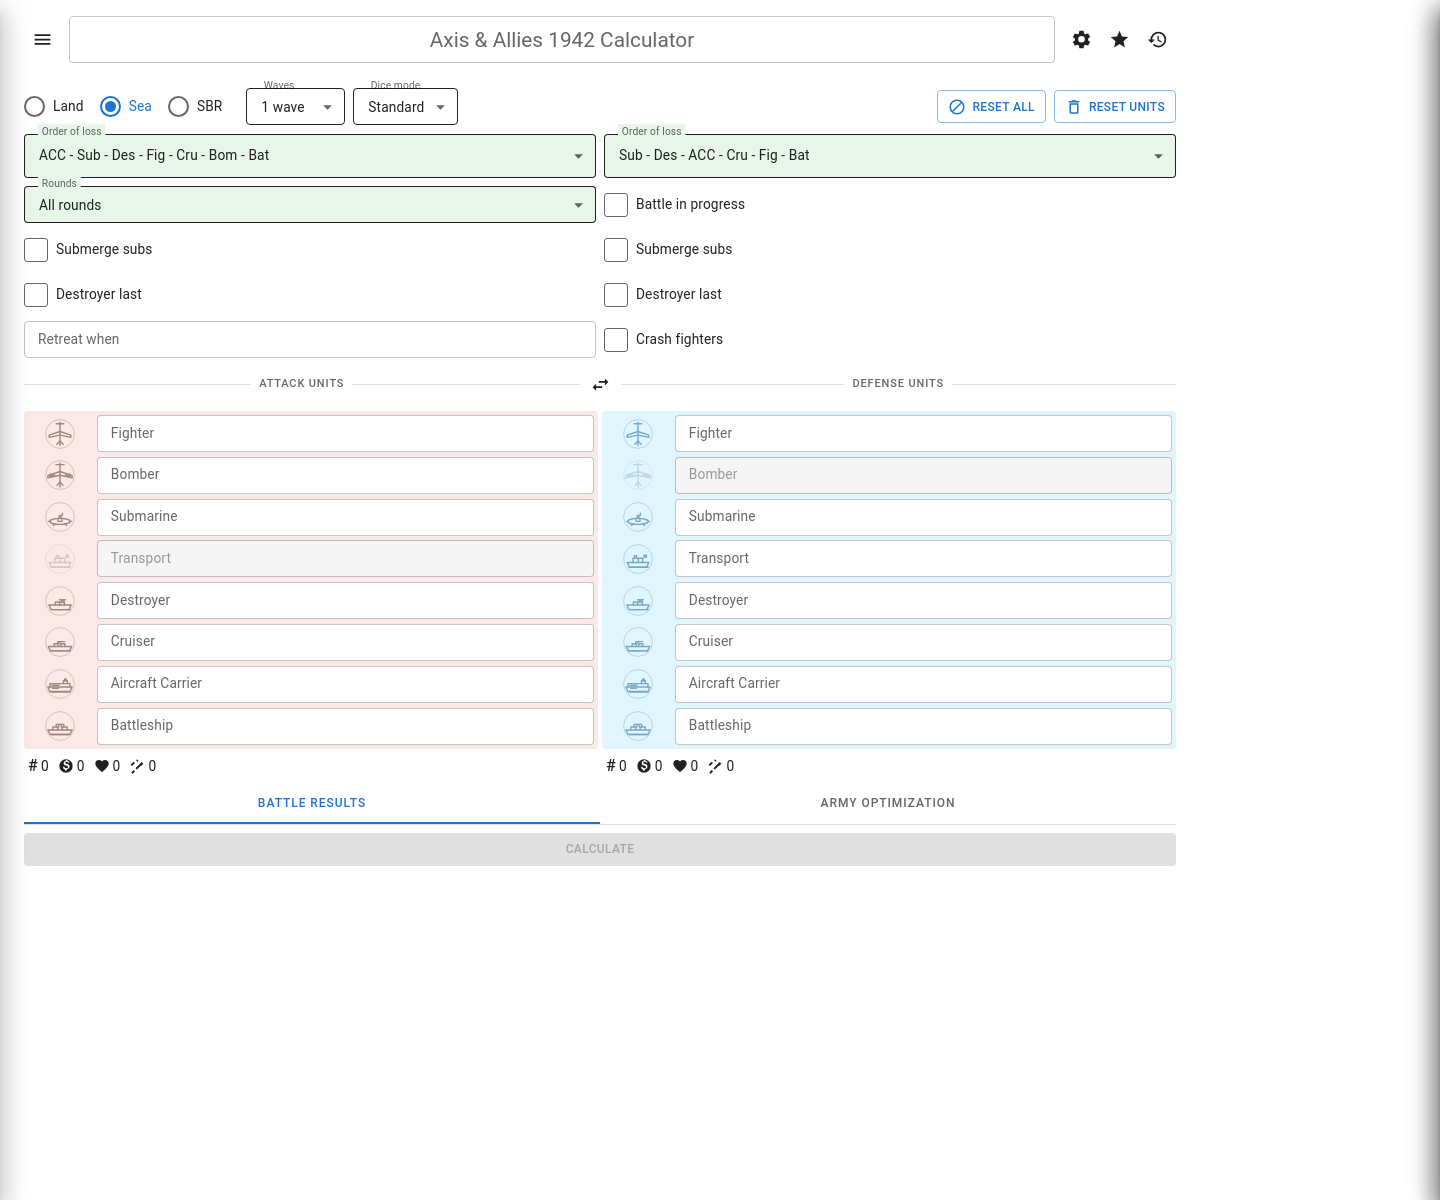 Axis & Allies 1942 Calculator
Land Sea SBR Waves 1 wave Dice mode Standard RESET ALL RESET UNITS
Order of loss
ACC - Sub - Des - Fig - Cru - Bom - Bat
Order of loss
Sub - Des - ACC - Cru - Fig - Bat
Rounds
All rounds
Battle in progress
Submerge subs
Submerge subs
Destroyer last
Destroyer last
Retreat when
Crash fighters
ATTACK UNITS
DEFENSE UNITS
Fighter
Fighter
Bomber
Bomber
Submarine
Submarine
Transport
Transport
Destroyer
Destroyer
Cruiser
Cruiser
Aircraft Carrier
Aircraft Carrier
Battleship
Battleship
# 0 0 0 0
# 0 0 0 0
BATTLE RESULTS
ARMY OPTIMIZATION
CALCULATE